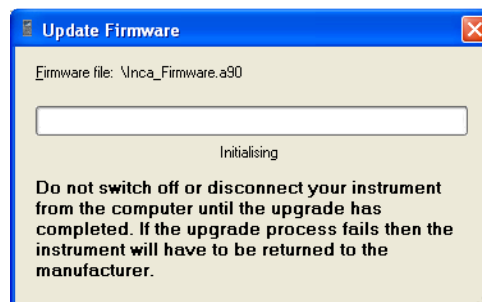 Update Firmware
Firmware file: \Inca_Firmware.a90
Initialising
Do not switch off or disconnect your instrument
from the computer until the upgrade has
completed. If the upgrade process fails then the
instrument will have to be returned to the
manufacturer.